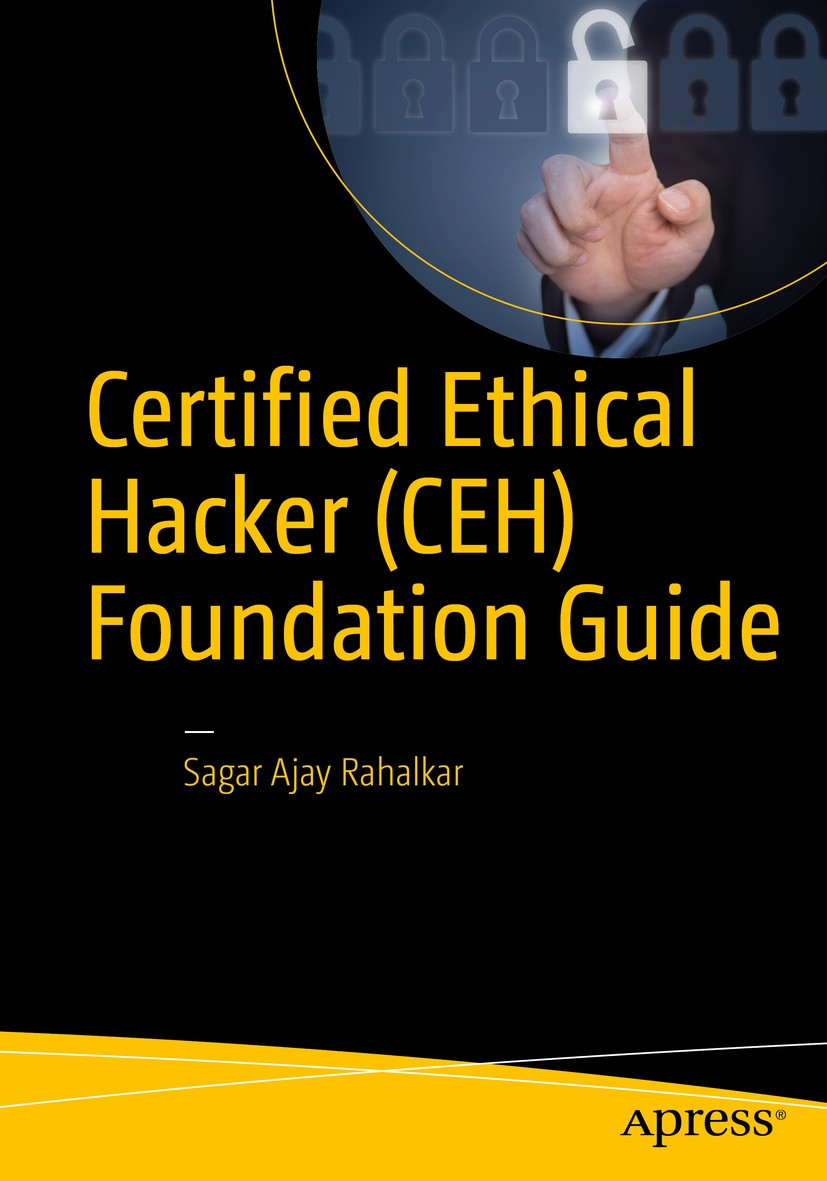 Certified Ethical
Hacker (CEH)
Foundation Guide
—
Sagar Ajay Rahalkar
Apress®